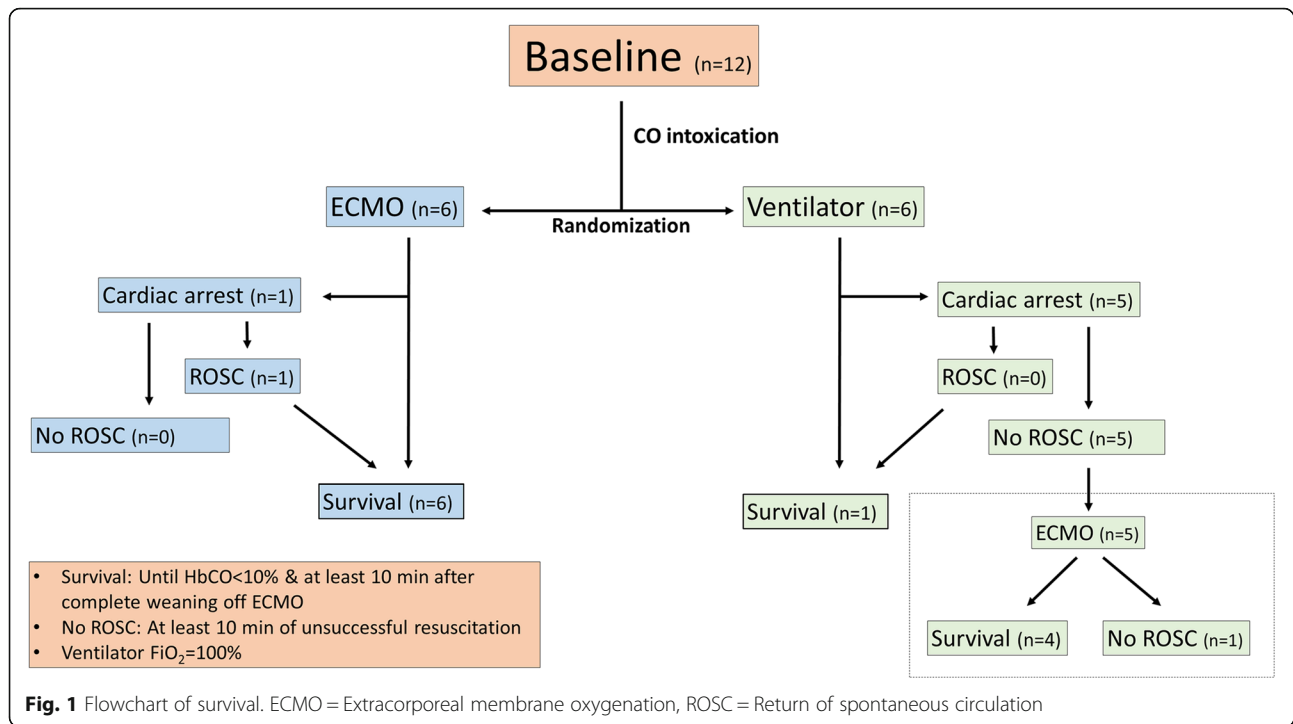 Baseline (n=12)
CO intoxication
ECMO (n=6)
Ventilator (n=6)
Randomization
Cardiac arrest (n=1)
Cardiac arrest (n=5)
ROSC (n=1)
ROSC (n=0)
No ROSC (n=0)
No ROSC (n=5)
Survival (n=6)
Survival (n=1)
ECMO (n=5)
Survival (n=4)
No ROSC (n=1)
• Survival: Until HbCO<10% & at least 10 min after
complete weaning off ECMO
• No ROSC: At least 10 min of unsuccessful resuscitation
• Ventilator FiO₂=100%
Fig. 1 Flowchart of survival. ECMO = Extracorporeal membrane oxygenation, ROSC = Return of spontaneous circulation